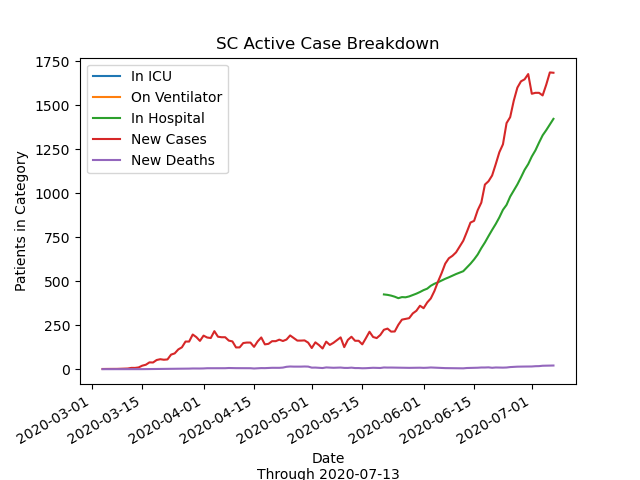 SC Active Case Breakdown
In ICU
On Ventilator
In Hospital
New Cases
New Deaths
Patients in Category
1750
1500
1250
1000
750
500
250
0
2020-03-01
2020-03-15
2020-04-01
2020-04-15
2020-05-01
2020-05-15
2020-06-01
2020-06-15
2020-07-01
Date
Through 2020-07-13